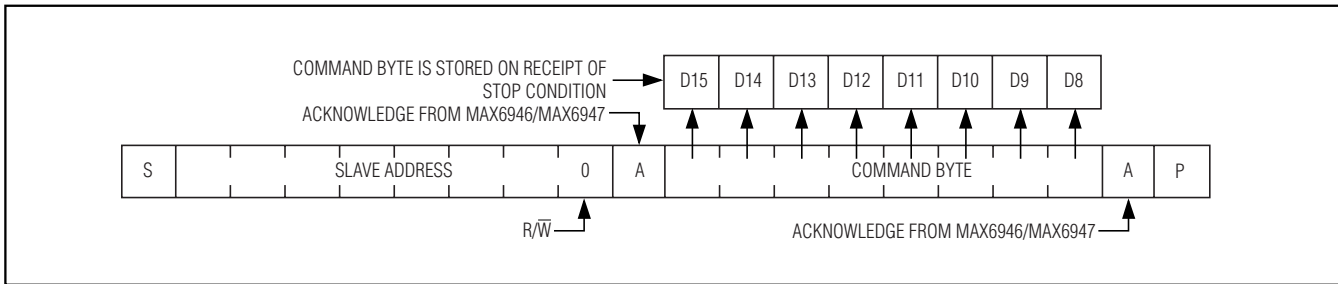 COMMAND BYTE IS STORED ON RECEIPT OF
STOP CONDITION
D15 D14 D13 D12 D11 D10 D9 D8
ACKNOWLEDGE FROM MAX6946/MAX6947
S SLAVE ADDRESS 0 A COMMAND BYTE A P
R/W̅
ACKNOWLEDGE FROM MAX6946/MAX6947